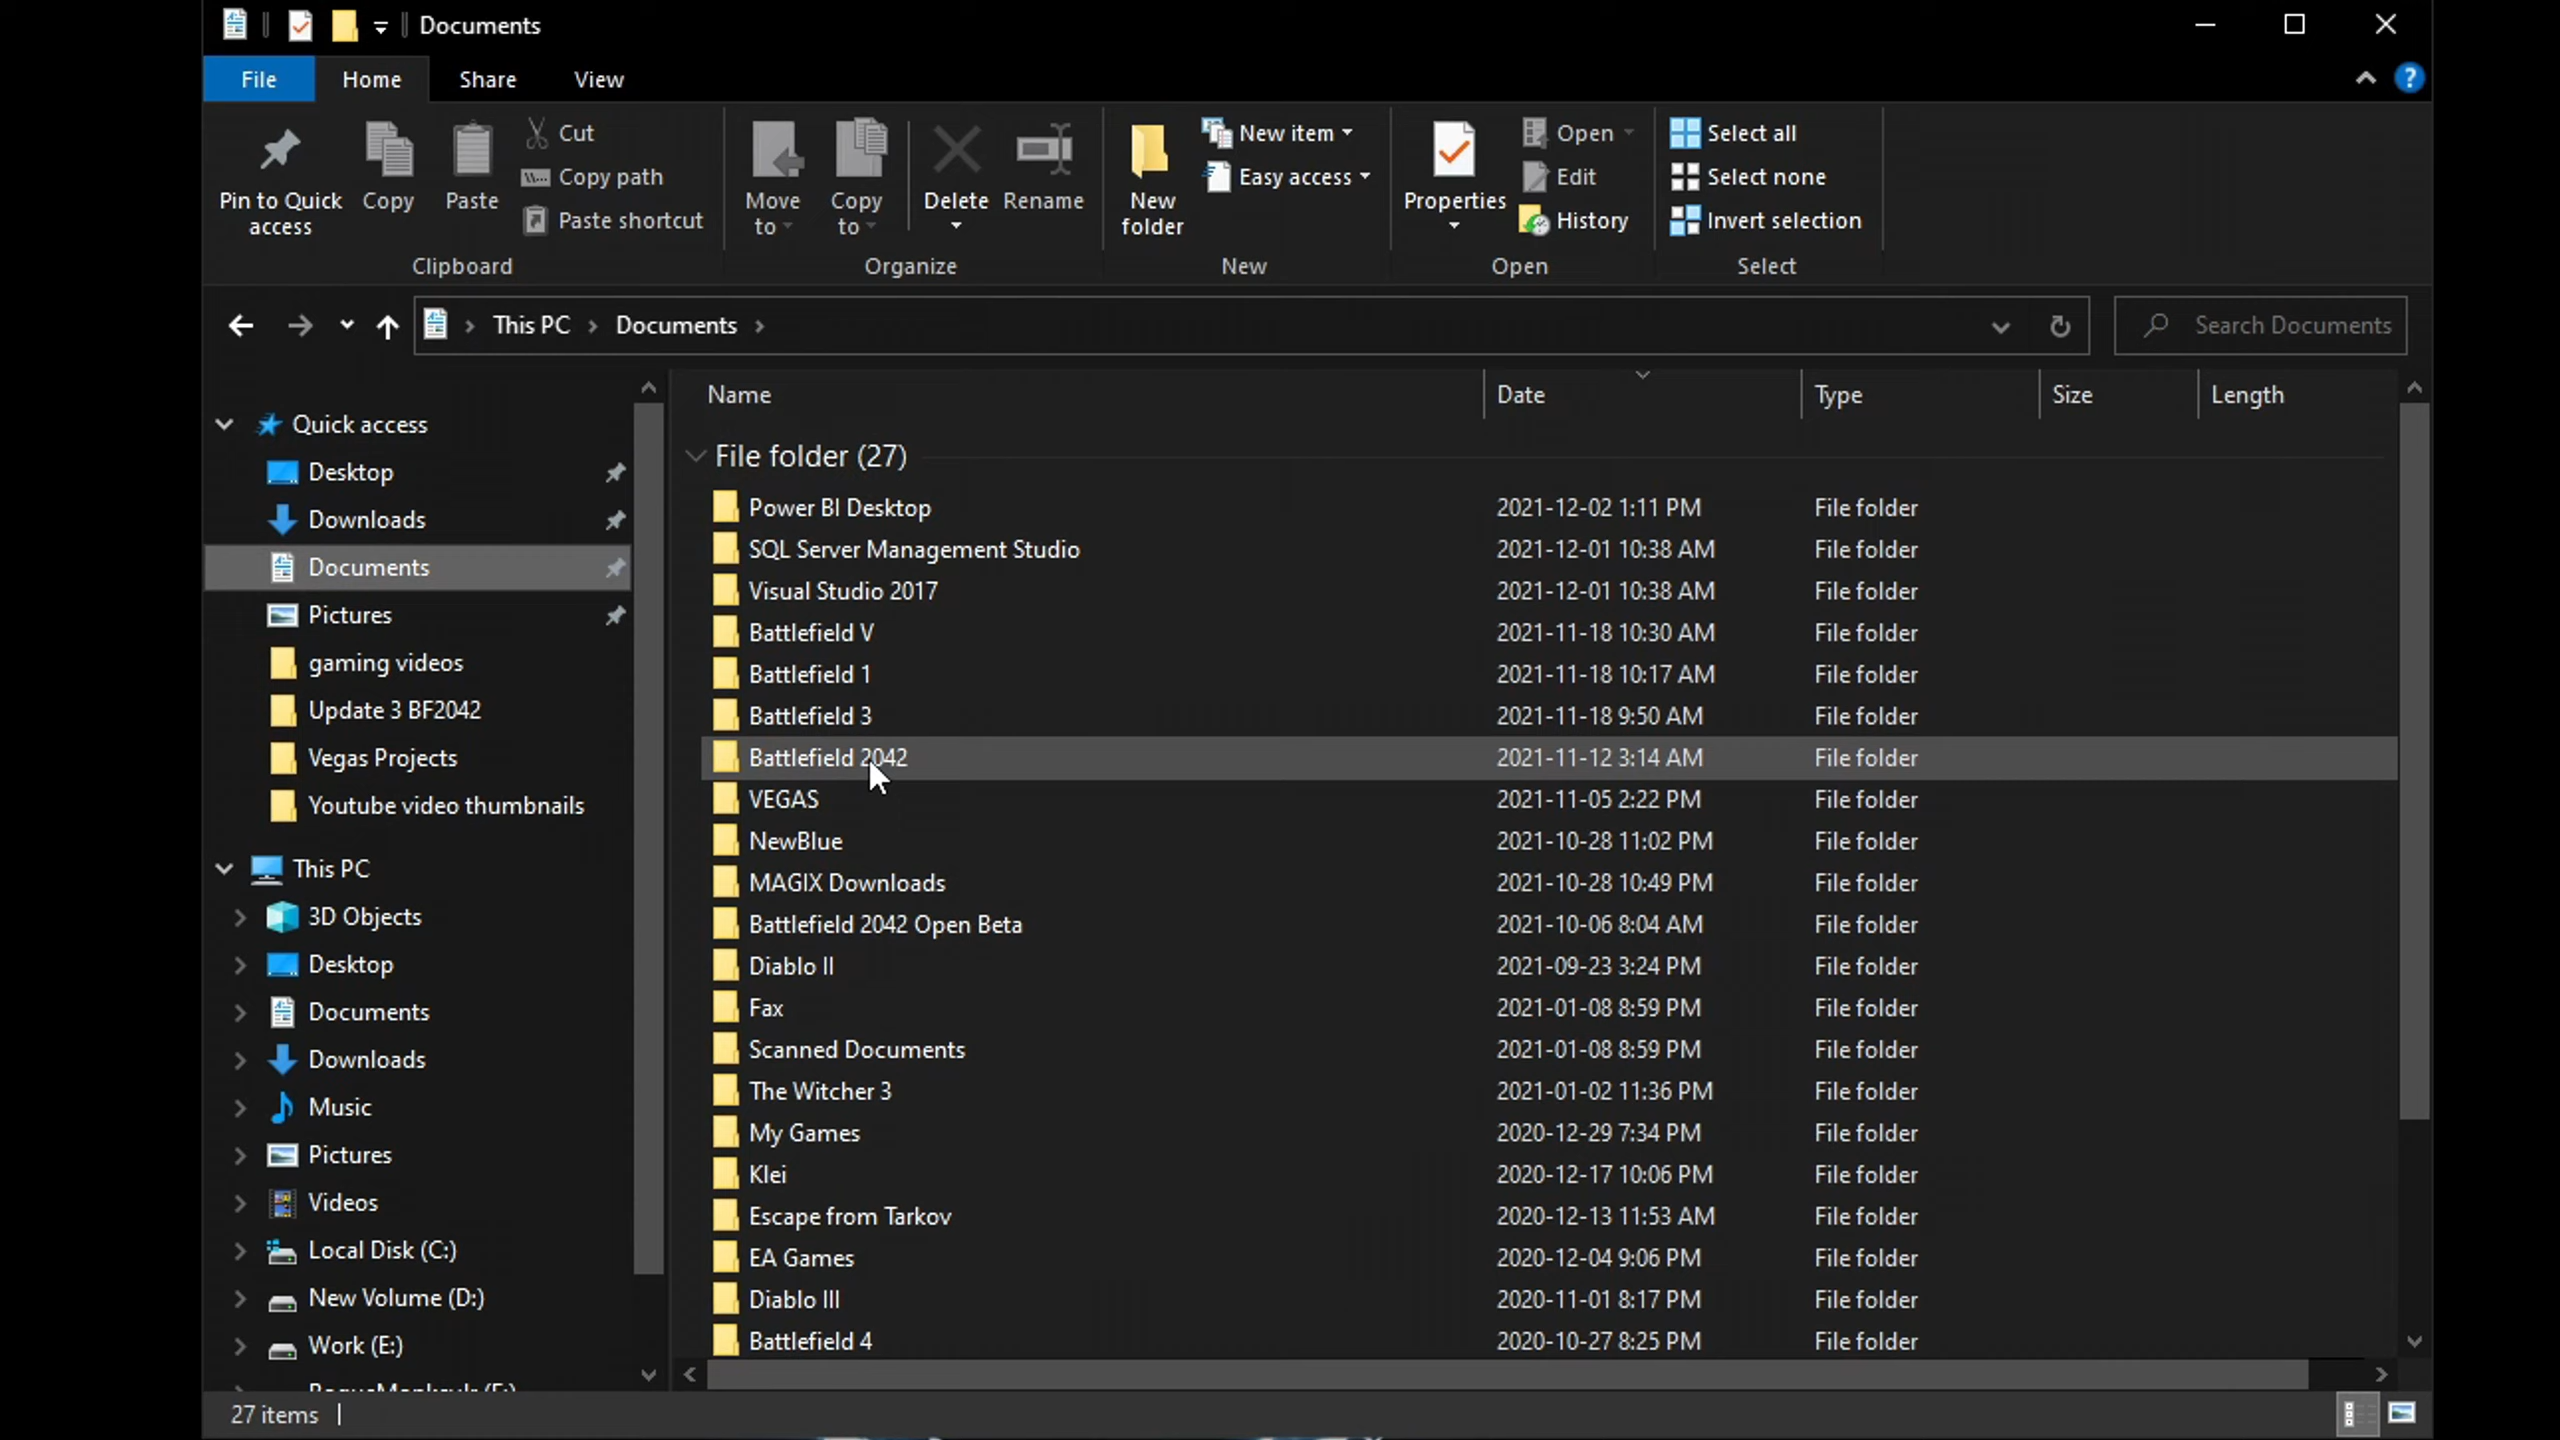 Documents
File
Home
Share
View
Pin to Quick access
Copy
Paste
Cut
Copy path
Paste shortcut
Clipboard
Move to
Copy to
Delete
Rename
Organize
New folder
New item
Easy access
New
Properties
Open
Edit
History
Open
Select all
Select none
Invert selection
Select
This PC
Documents
Search Documents
Quick access
Desktop
Downloads
Documents
Pictures
gaming videos
Update 3 BF2042
Vegas Projects
Youtube video thumbnails
This PC
3D Objects
Desktop
Documents
Downloads
Music
Pictures
Videos
Local Disk (C:)
New Volume (D:)
Work (E:)
Name Date Type Size Length
File folder (27)
Power BI Desktop 2021-12-02 1:11 PM File folder
SQL Server Management Studio 2021-12-01 10:38 AM File folder
Visual Studio 2017 2021-12-01 10:38 AM File folder
Battlefield V 2021-11-18 10:30 AM File folder
Battlefield 1 2021-11-18 10:17 AM File folder
Battlefield 3 2021-11-18 9:50 AM File folder
Battlefield 2042 2021-11-12 3:14 AM File folder
VEGAS 2021-11-05 2:22 PM File folder
NewBlue 2021-10-28 11:02 PM File folder
MAGIX Downloads 2021-10-28 10:49 PM File folder
Battlefield 2042 Open Beta 2021-10-06 8:04 AM File folder
Diablo II 2021-09-23 3:24 PM File folder
Fax 2021-01-08 8:59 PM File folder
Scanned Documents 2021-01-08 8:59 PM File folder
The Witcher 3 2021-01-02 11:36 PM File folder
My Games 2020-12-29 7:34 PM File folder
Klei 2020-12-17 10:06 PM File folder
Escape from Tarkov 2020-12-13 11:53 AM File folder
EA Games 2020-12-04 9:06 PM File folder
Diablo III 2020-11-01 8:17 PM File folder
Battlefield 4 2020-10-27 8:25 PM File folder
27 items